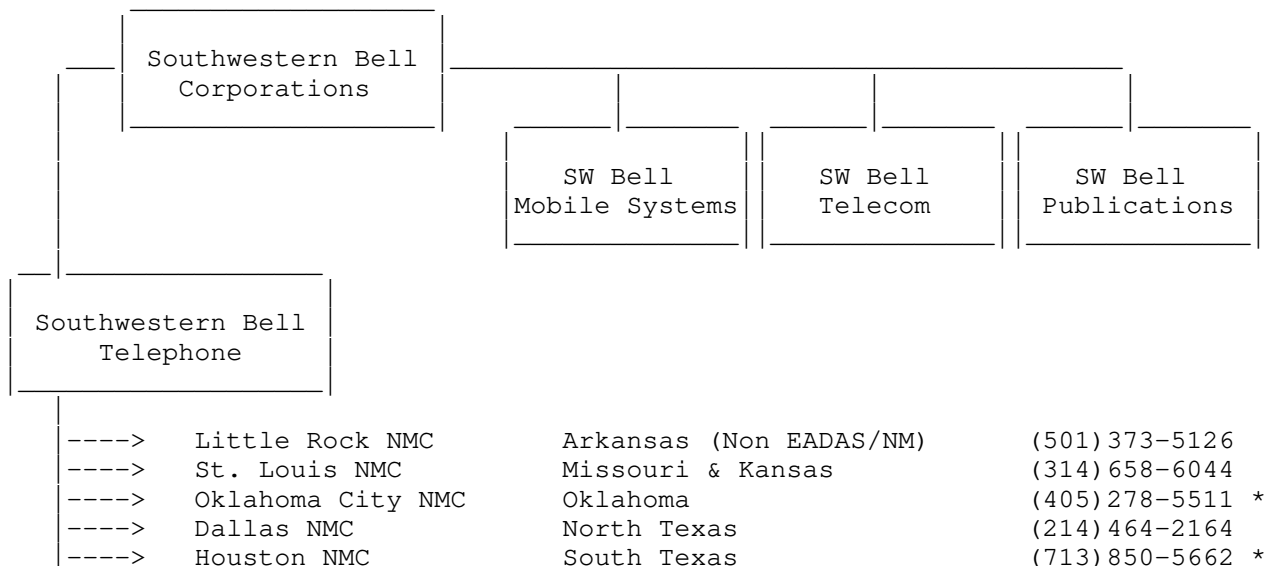 Southwestern Bell
Corporations
SW Bell SW Bell SW Bell
Mobile Systems Telecom Publications
Southwestern Bell
Telephone
----> Little Rock NMC Arkansas (Non EADAS/NM) (501)373-5126
----> St. Louis NMC Missouri & Kansas (314)658-6044
----> Oklahoma City NMC Oklahoma (405)278-5511 *
----> Dallas NMC North Texas (214)464-2164
----> Houston NMC South Texas (713)850-5662 *